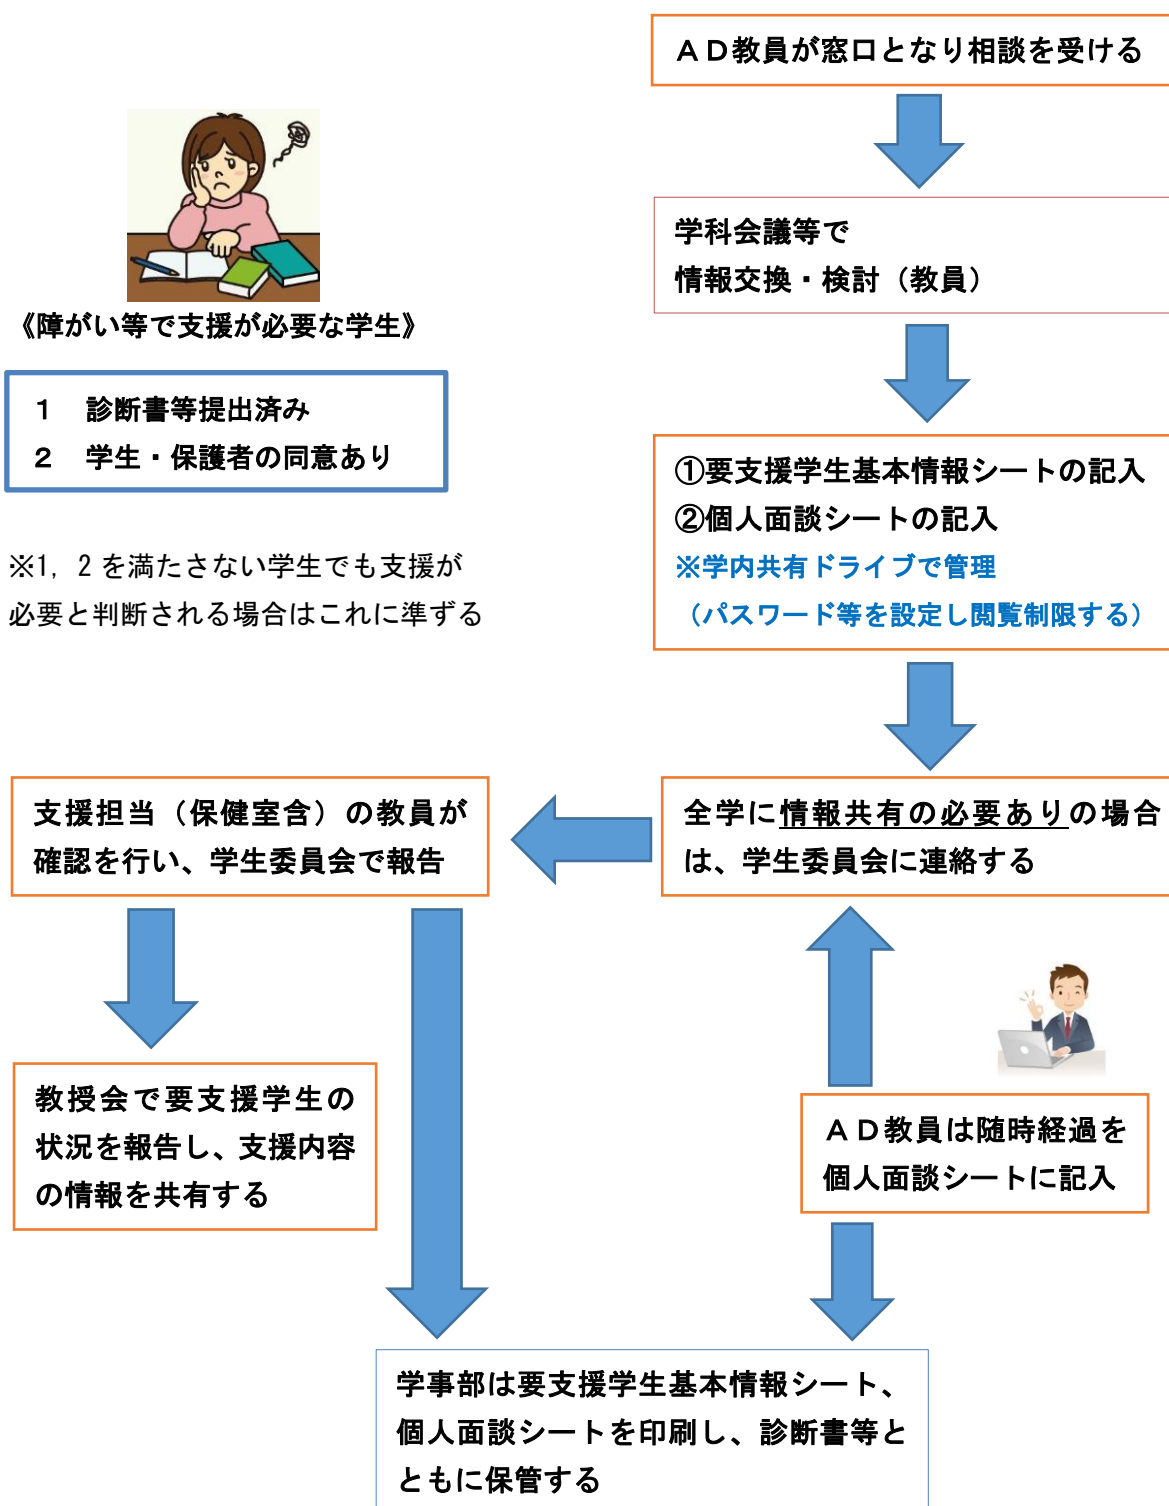 ＡＤ教員が窓口となり相談を受ける
学科会議等で
情報交換・検討（教員）
《障がい等で支援が必要な学生》
１　診断書等提出済み
２　学生・保護者の同意あり
※1, 2を満たさない学生でも支援が
必要と判断される場合はこれに準ずる
①要支援学生基本情報シートの記入
②個人面談シートの記入
※学内共有ドライブで管理
（パスワード等を設定し閲覧制限する）
全学に情報共有の必要ありの場合
は、学生委員会に連絡する
支援担当（保健室含）の教員が
確認を行い、学生委員会で報告
教授会で要支援学生の
状況を報告し、支援内容
の情報を共有する
ＡＤ教員は随時経過を
個人面談シートに記入
学事部は要支援学生基本情報シート、
個人面談シートを印刷し、診断書等と
ともに保管する